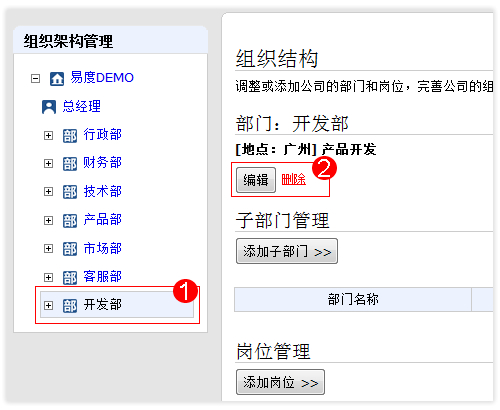 组织架构管理
易度DEMO
总经理
部 行政部
部 财务部
部 技术部
部 产品部
部 市场部
部 客服部
1
部 开发部
组织结构
调整或添加公司的部门和岗位，完善公司的组
部门：开发部
[地点：广州] 产品开发
2
编辑 删除
子部门管理
添加子部门 >>
部门名称
岗位管理
添加岗位 >>